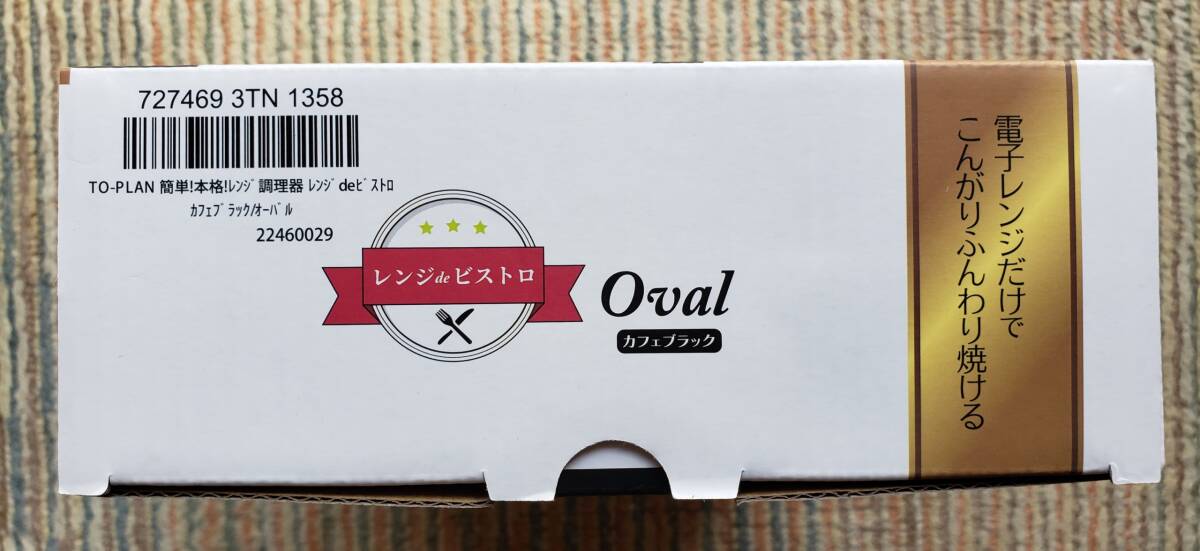 727469 3TN 1358
TO-PLAN 簡単!本格!ﾚﾝｼﾞ調理器 ﾚﾝｼﾞdeﾋﾞｽﾄﾛ
ｶﾌｪﾌﾞﾗｯｸ/ｵｰﾊﾞﾙ
22460029
レンジdeビストロ
Oval
カフェブラック
電子レンジだけで
こんがりふんわり焼ける